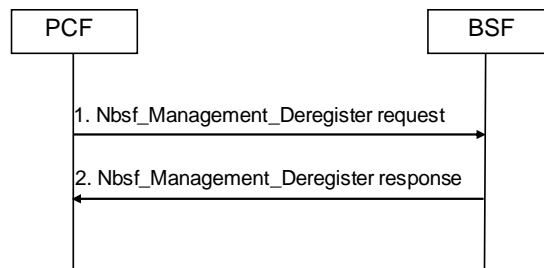 PCF
BSF
1. Nbsf_Management_Deregister request
2. Nbsf_Management_Deregister response